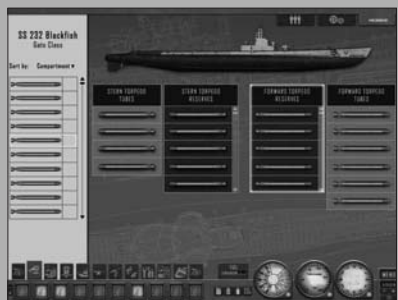 SS 232 Blackfish
Gato Class
Sort by: Compartment ▾
STERN TORPEDO
TUBES
STERN TORPEDO
RESERVES
FORWARD TORPEDO
RESERVES
FORWARD TORPEDO
TUBES
MENU